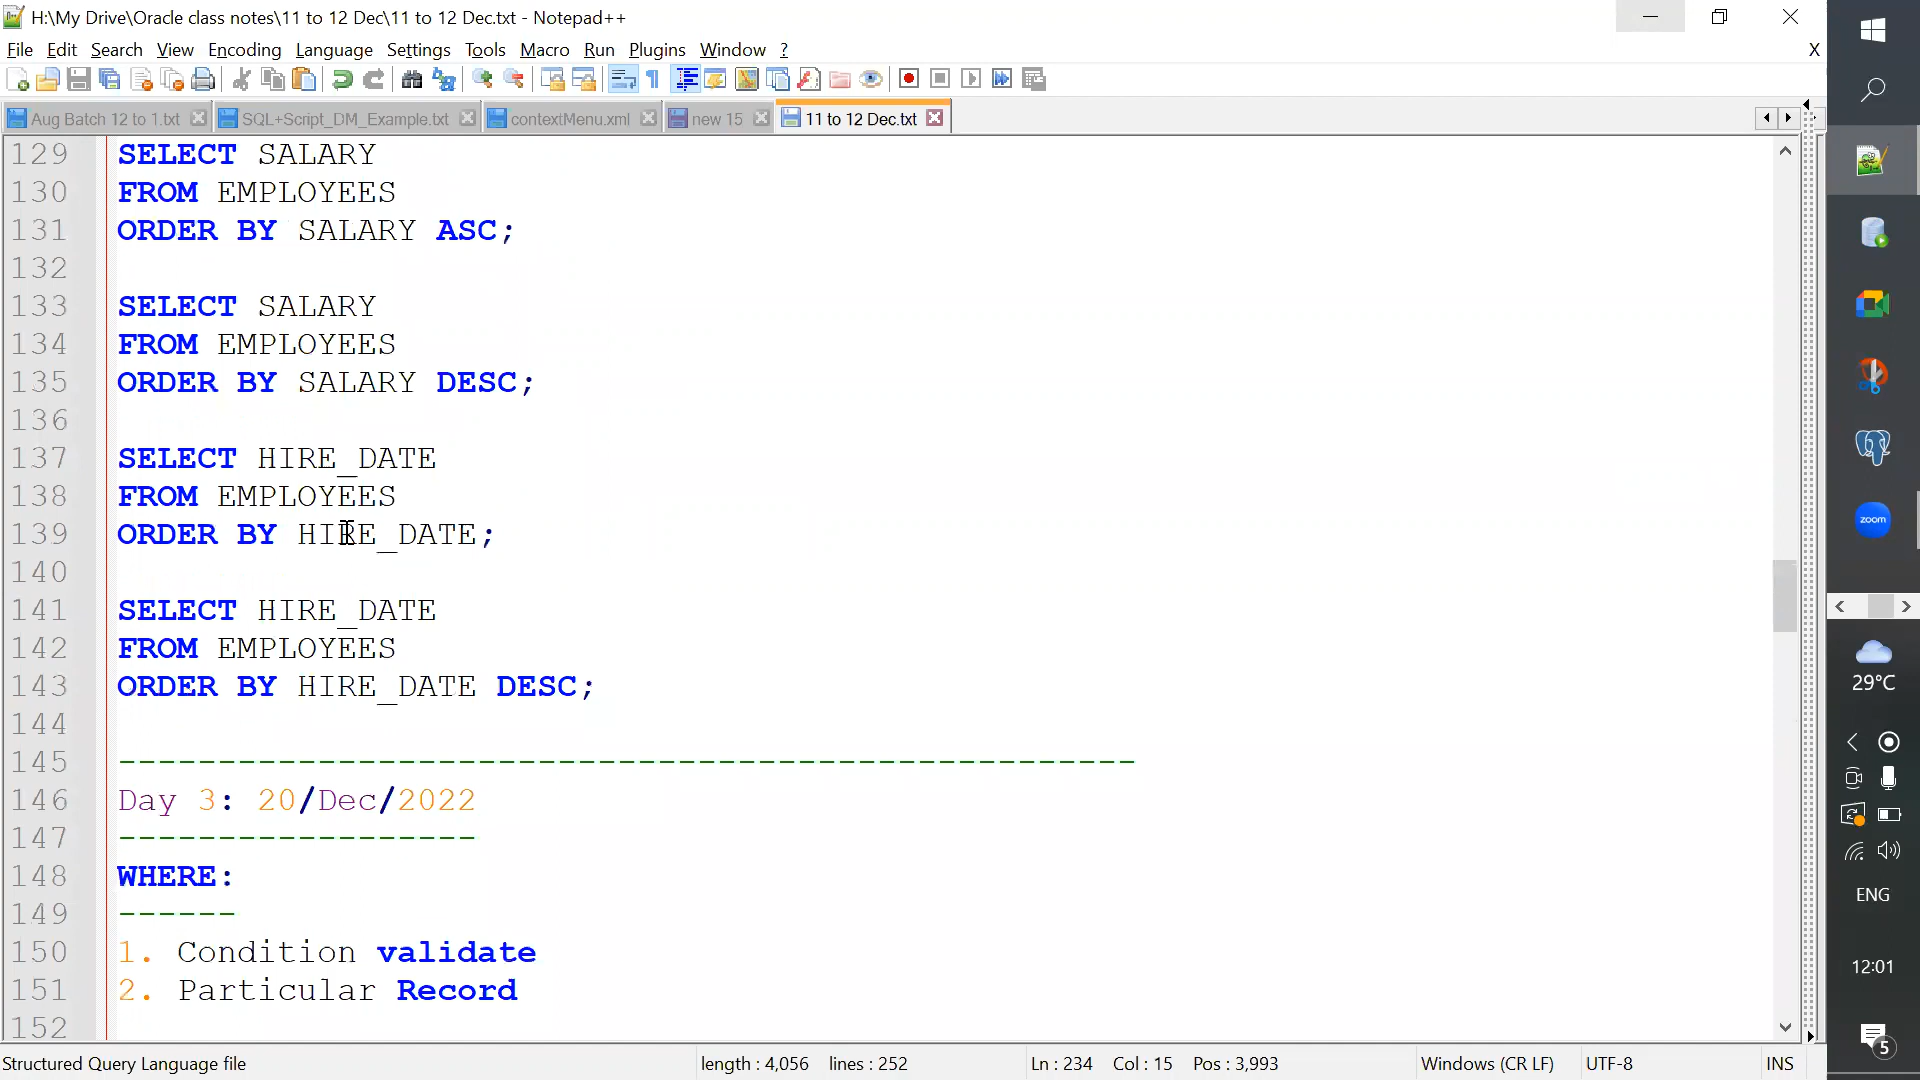 H:\My Drive\Oracle class notes\11 to 12 Dec\11 to 12 Dec.txt - Notepad++
File Edit Search View Encoding Language Settings Tools Macro Run Plugins Window ? X
Aug Batch 12 to 1.txt SQL+Script_DM_Example.txt contextMenu.xml new 15 11 to 12 Dec.txt
129 SELECT SALARY
130 FROM EMPLOYEES
131 ORDER BY SALARY ASC;
132
133 SELECT SALARY
134 FROM EMPLOYEES
135 ORDER BY SALARY DESC;
136
137 SELECT HIRE_DATE
138 FROM EMPLOYEES
139 ORDER BY HIRE_DATE;
140
141 SELECT HIRE_DATE
142 FROM EMPLOYEES
143 ORDER BY HIRE_DATE DESC;
144
145 ---------------------------------------------------
146 Day 3: 20/Dec/2022
147 ------------------
148 WHERE:
149 ------
150 1. Condition validate
151 2. Particular Record
152
Structured Query Language file length : 4,056 lines : 252 Ln : 234 Col : 15 Pos : 3,993 Windows (CR LF) UTF-8 INS
zoom
29°C
ENG
12:01
5